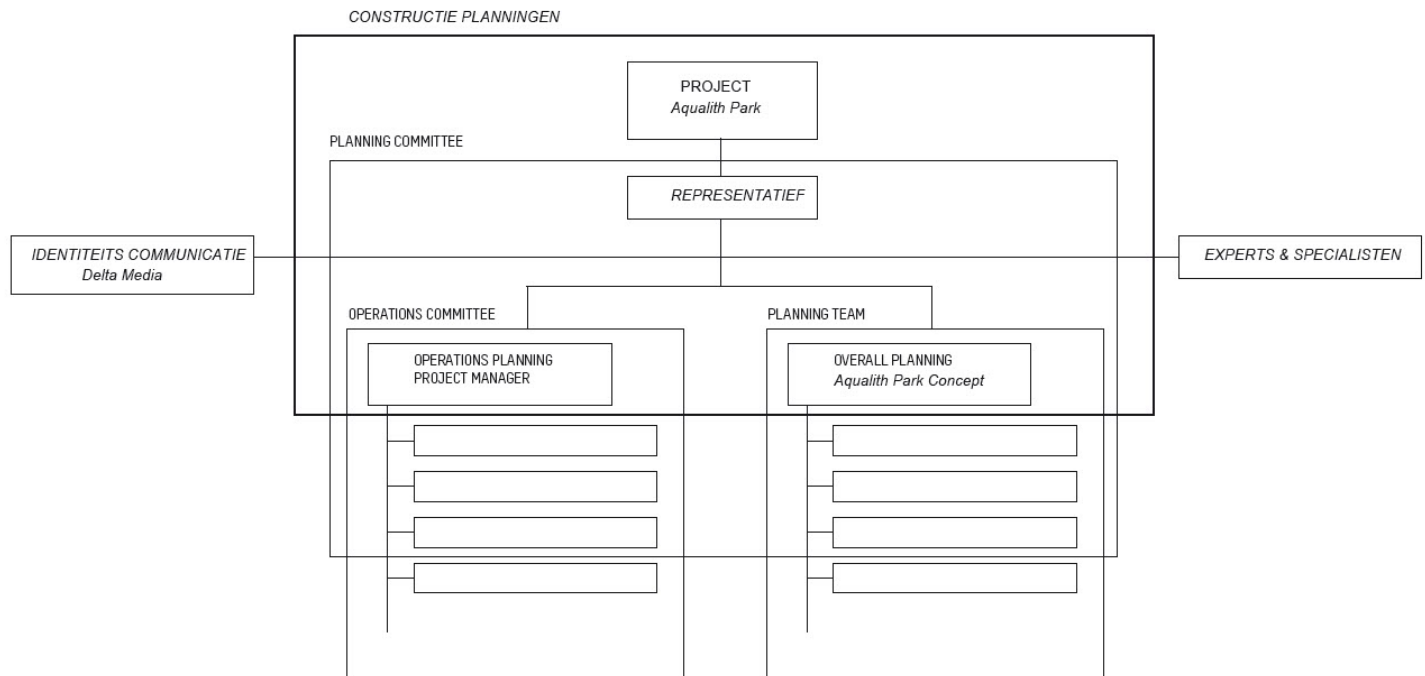 CONSTRUCTIE PLANNINGEN
PROJECT
Aqualith Park
PLANNING COMMITTEE
REPRESENTATIEF
IDENTITEITS COMMUNICATIE
Delta Media
EXPERTS & SPECIALISTEN
OPERATIONS COMMITTEE
OPERATIONS PLANNING
PROJECT MANAGER
PLANNING TEAM
OVERALL PLANNING
Aqualith Park Concept